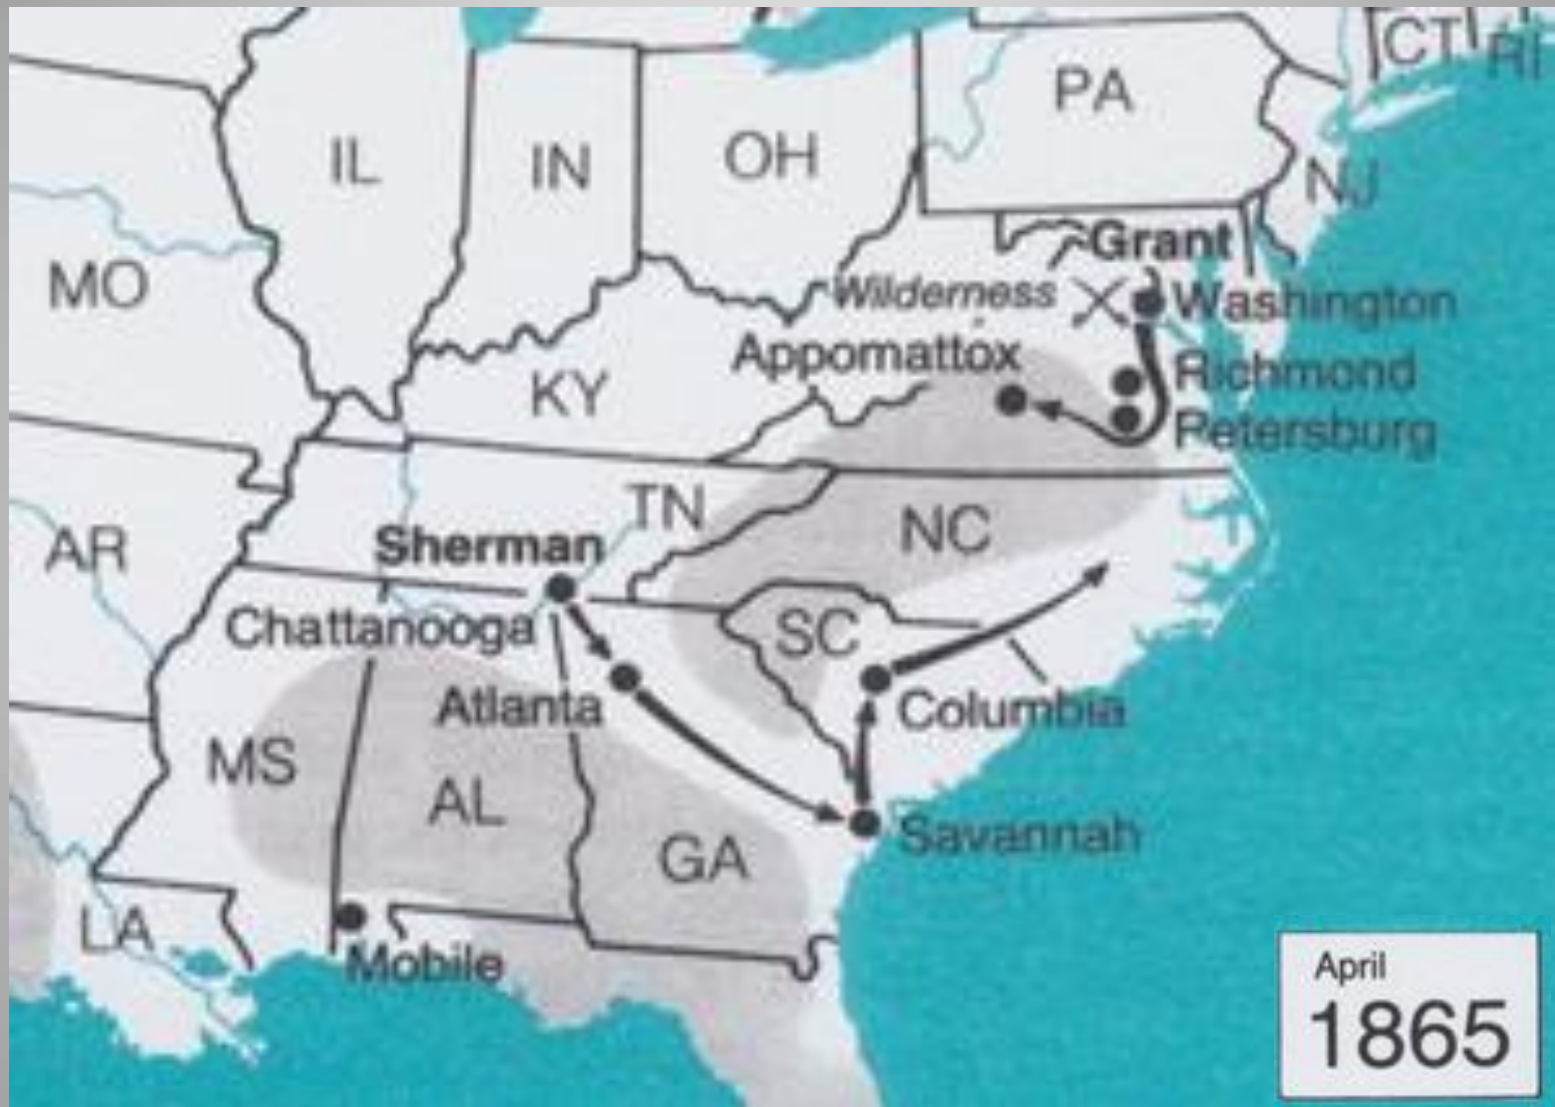 CT
RI
PA
IL
IN
OH
NJ
Grant
MO
Wilderness
Washington
Appomattox
Richmond
KY
Petersburg
TN
NC
AR
Sherman
Chattanooga
SC
Atlanta
Columbia
MS
AL
Savannah
GA
LA
Mobile
April
1865